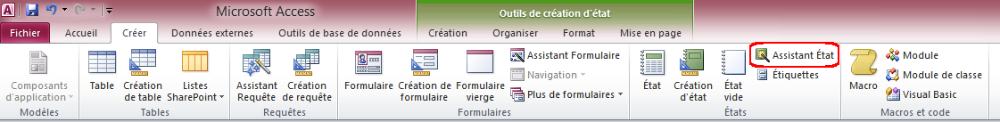 A Microsoft Access Outils de création d'état
Fichier Accueil Créer Données externes Outils de base de données Création Organiser Format Mise en page
Composants d'application
Modèles
Table
Création de table
Listes SharePoint
Tables
Assistant Requête
Création de requête
Requêtes
Formulaire
Création de formulaire
Formulaire vierge
Assistant Formulaire
Navigation
Plus de formulaires
Formulaires
État
Création d'état
État vide
Assistant État
Étiquettes
États
Macro
Module
Module de classe
Visual Basic
Macros et code